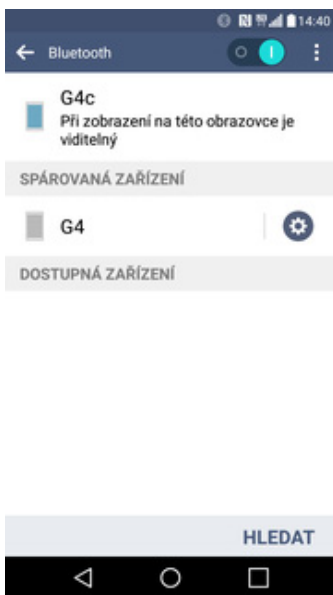 14:40
Bluetooth
G4c
Při zobrazení na této obrazovce je
viditelný
SPÁROVANÁ ZAŘÍZENÍ
G4
DOSTUPNÁ ZAŘÍZENÍ
HLEDAT